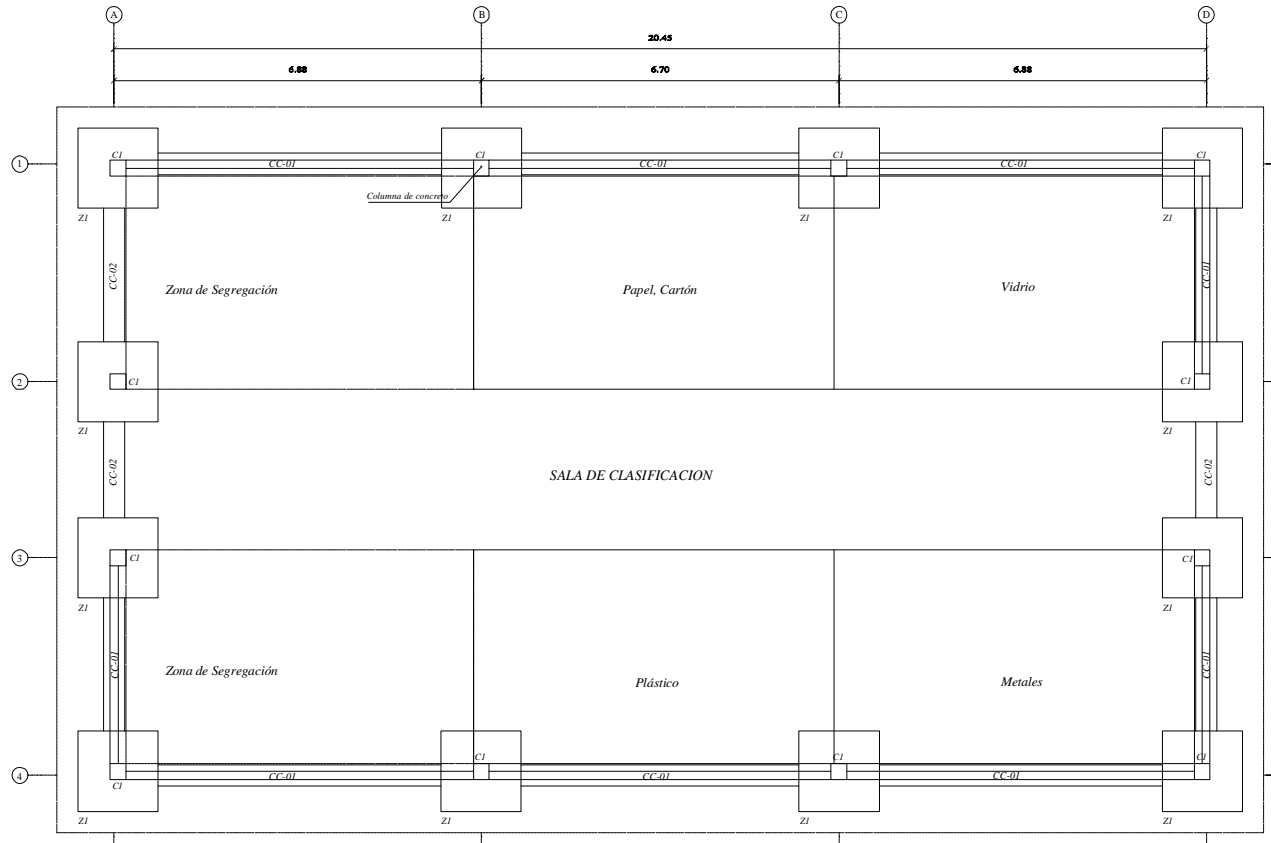 A
B
C
D
20.45
6.88
6.70
6.88
1
C1
CC-01
C1
CC-01
C1
CC-01
C1
Columna de concreto
Z1
Z1
Z1
Z1
CC-02
CC-01
Zona de Segregación
Papel, Cartón
Vidrio
2
C1
C1
Z1
Z1
CC-02
SALA DE CLASIFICACION
CC-02
3
C1
C1
Z1
Z1
CC-01
CC-01
Zona de Segregación
Plástico
Metales
C1
C1
C1
4
CC-01
CC-01
CC-01
C1
Z1
Z1
Z1
Z1